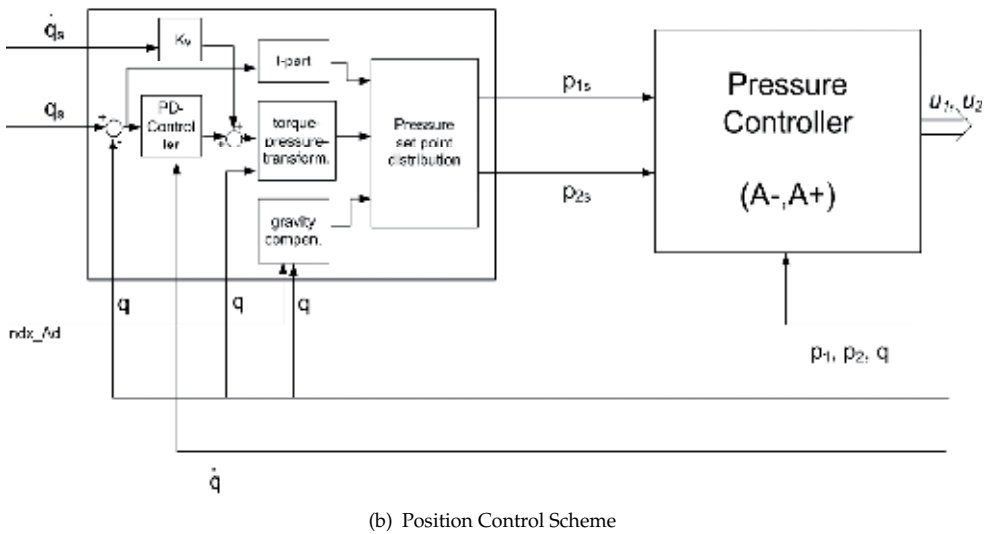 q̇s
Kv
I-part
qs
+
-
PD-
Control
ler
+
+
torque-
pressure-
transform.
Pressure
set point
distribution
gravity
compen.
p1s
p2s
Pressure
Controller
(A-,A+)
u1, u2
q
q
q
ndx_Ad
p1, p2, q
q̇
(b) Position Control Scheme